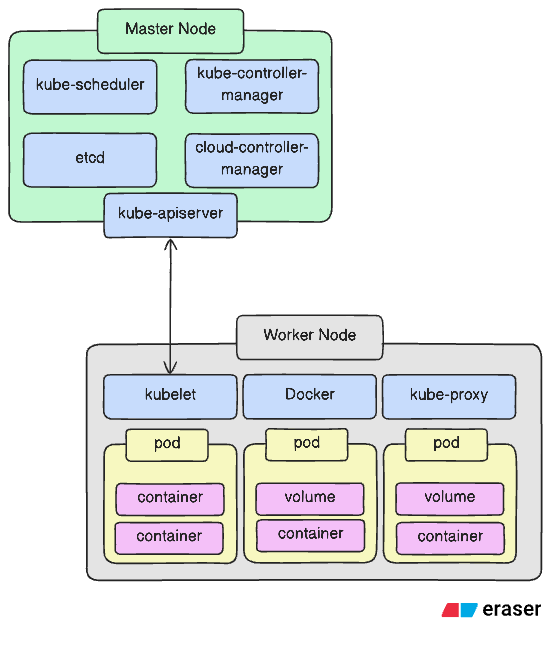 Master Node
kube-scheduler
kube-controller-
manager
etcd
cloud-controller-
manager
kube-apiserver
Worker Node
kubelet
Docker
kube-proxy
pod
pod
pod
container
volume
volume
container
container
container
eraser